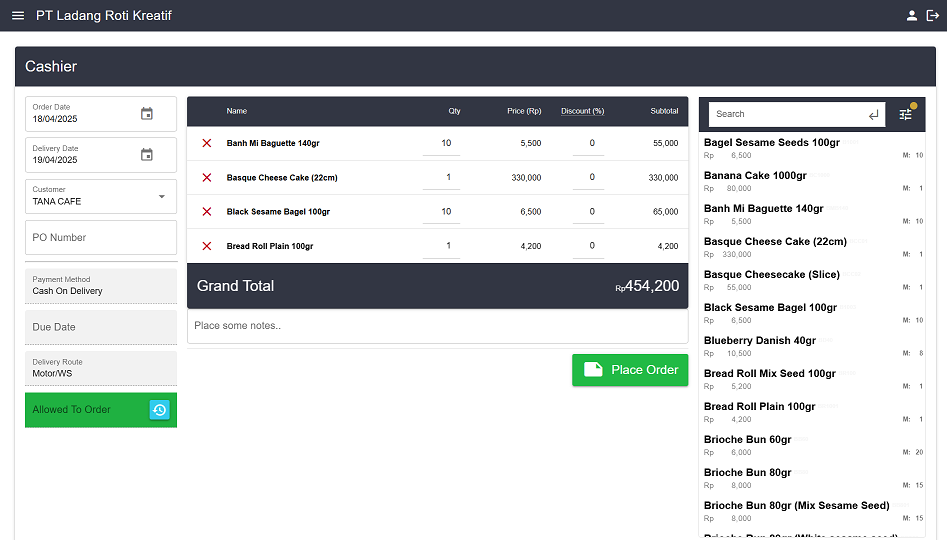 PT Ladang Roti Kreatif
Cashier
Order Date
18/04/2025
Delivery Date
19/04/2025
Customer
TANA CAFE
PO Number
Payment Method
Cash On Delivery
Due Date
Delivery Route
Motor/WS
Allowed To Order
Name Qty Price (Rp) Discount (%) Subtotal
Banh Mi Baguette 140gr 10 5,500 0 55,000
Basque Cheese Cake (22cm) 1 330,000 0 330,000
Black Sesame Bagel 100gr 10 6,500 0 65,000
Bread Roll Plain 100gr 1 4,200 0 4,200
Grand Total Rp454,200
Place some notes..
Place Order
Search
Bagel Sesame Seeds 100gr
Rp 6,500 M: 10
Banana Cake 1000gr
Rp 80,000 M: 1
Banh Mi Baguette 140gr
Rp 5,500 M: 10
Basque Cheese Cake (22cm)
Rp 330,000 M: 1
Basque Cheesecake (Slice)
Rp 55,000 M: 1
Black Sesame Bagel 100gr
Rp 6,500 M: 10
Blueberry Danish 40gr
Rp 10,500 M: 8
Bread Roll Mix Seed 100gr
Rp 5,200 M: 1
Bread Roll Plain 100gr
Rp 4,200 M: 1
Brioche Bun 60gr
Rp 6,000 M: 20
Brioche Bun 80gr
Rp 8,000 M: 15
Brioche Bun 80gr (Mix Sesame Seed)
Rp 8,000 M: 15
Brioche Bun 80gr (White sesame seed)